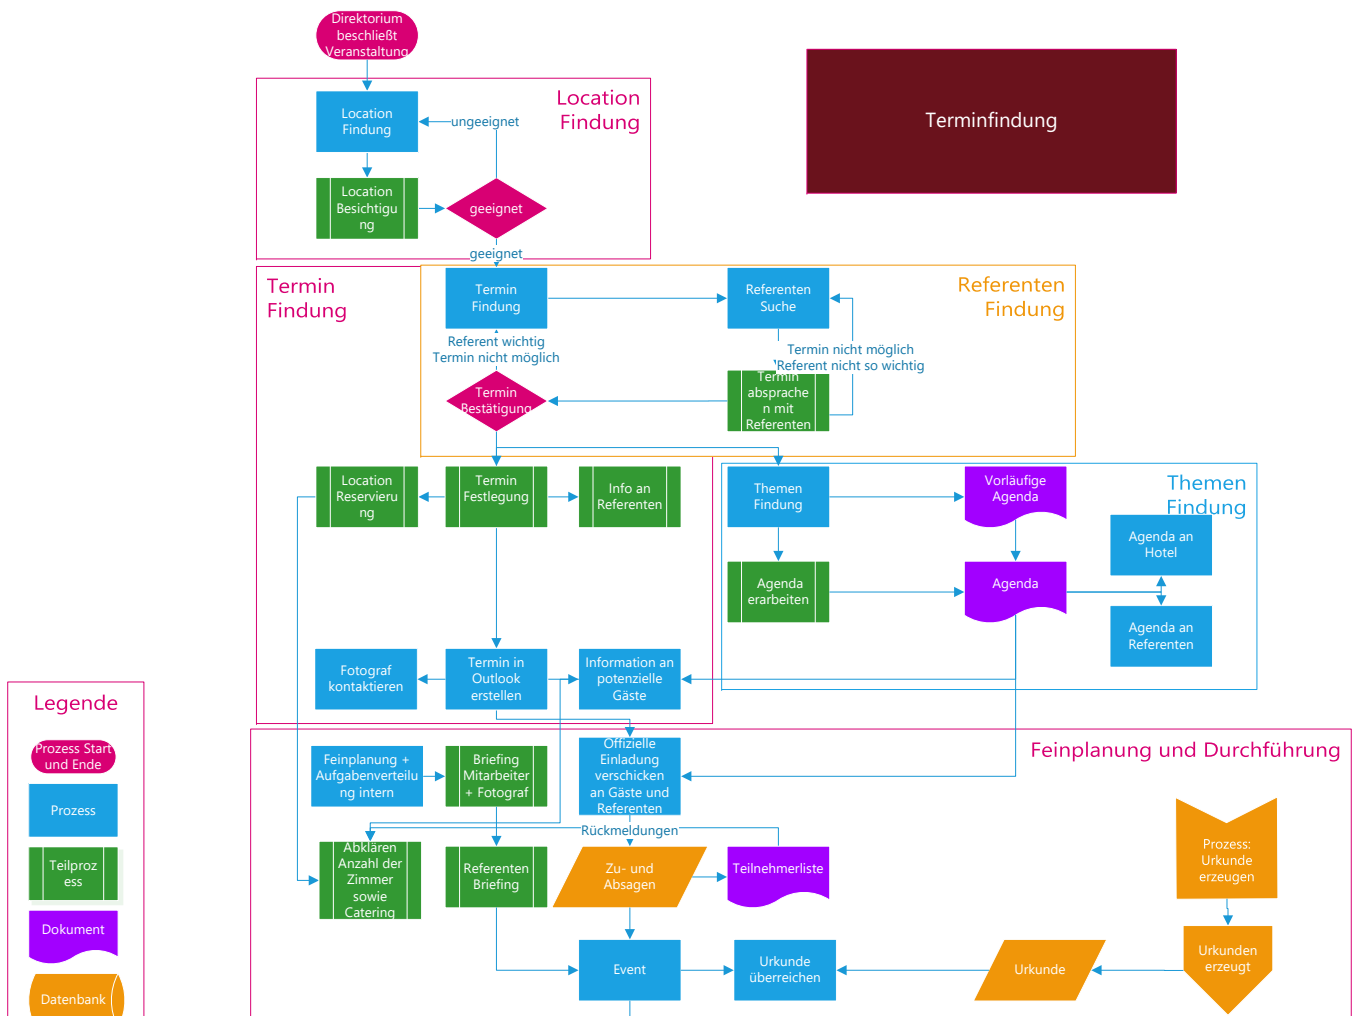 Direktorium
beschließt
Veranstaltung
Terminfindung
Location
Findung
Location
Findung
ungeeignet
Location
Besichtigu
ng
geeignet
geeignet
Termin
Findung
Termin
Findung
Referenten
Suche
Referenten
Findung
Referent wichtig
Termin nicht möglich
Termin nicht möglich
Referent nicht so wichtig
Termin
Bestätigung
Termin
absprache
n mit
Referenten
Location
Reservieru
ng
Termin
Festlegung
Info an
Referenten
Themen
Findung
Vorläufige
Agenda
Themen
Findung
Agenda an
Hotel
Agenda
erarbeiten
Agenda
Agenda an
Referenten
Fotograf
kontaktieren
Termin in
Outlook
erstellen
Information an
potenzielle
Gäste
Legende
Prozess Start
und Ende
Prozess
Teilproz
ess
Dokument
Datenbank
Feinplanung und Durchführung
Feinplanung +
Aufgabenverteilu
ng intern
Briefing
Mitarbeiter
+ Fotograf
Offizielle
Einladung
verschicken
an Gäste und
Referenten
Rückmeldungen
Abklären
Anzahl der
Zimmer
sowie
Catering
Referenten
Briefing
Zu- und
Absagen
Teilnehmerliste
Prozess:
Urkunde
erzeugen
Event
Urkunde
überreichen
Urkunde
Urkunden
erzeugt